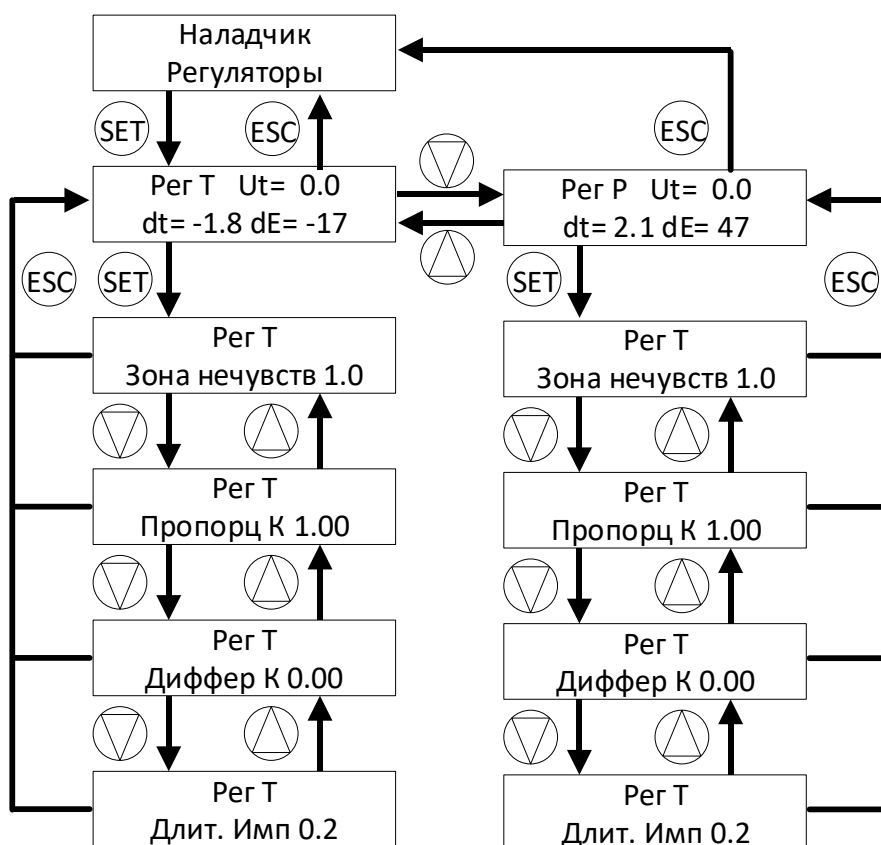 Наладчик
Регуляторы
SET
ESC
ESC
Рег Т Ut= 0.0
dt= -1.8 dE= -17
Рег Р Ut= 0.0
dt= 2.1 dE= 47
ESC
SET
SET
ESC
Рег Т
Зона нечувств 1.0
Рег Т
Зона нечувств 1.0
Рег Т
Пропорц К 1.00
Рег Т
Пропорц К 1.00
Рег Т
Диффер К 0.00
Рег Т
Диффер К 0.00
Рег Т
Длит. Имп 0.2
Рег Т
Длит. Имп 0.2